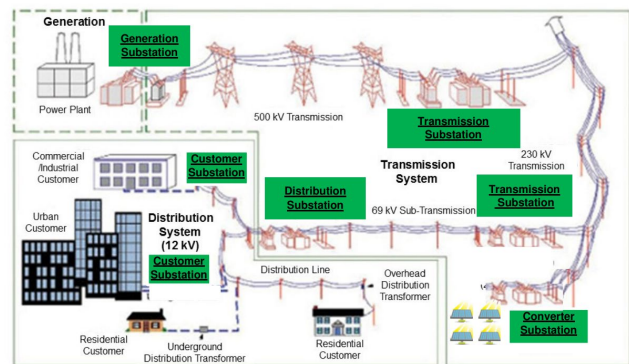 Generation
Generation
Substation
Power Plant
500 kV Transmission
Transmission
Substation
Commercial
/Industrial
Customer
Customer
Substation
Transmission
System
230 kV
Transmission
Distribution
Substation
Transmission
Substation
69 kV Sub-Transmission
Urban
Customer
Distribution
System
(12 kV)
Customer
Substation
Distribution Line
Overhead
Distribution
Transformer
Residential
Customer
Underground
Distribution Transformer
Residential
Customer
Converter
Substation